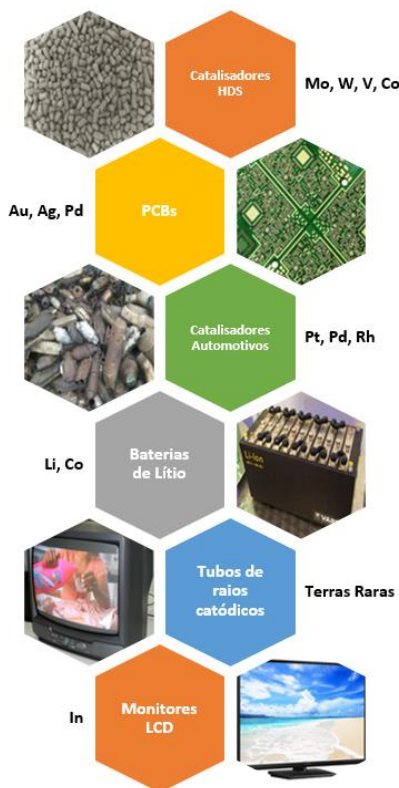 Catalisadores
HDS
Mo, W, V, Co
Au, Ag, Pd
PCBs
Catalisadores
Automotivos
Pt, Pd, Rh
Li, Co
Baterias
de Lítio
Li-Ion
Tubos de
raios
catódicos
Terras Raras
In
Monitores
LCD